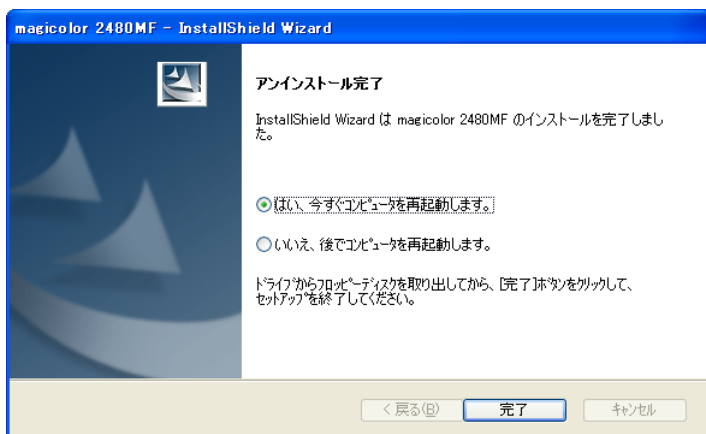 magicolor 2480MF - InstallShield Wizard
アンインストール完了
InstallShield Wizard は magicolor 2480MF のインストールを完了しまし
た。
はい、今すぐｺﾝﾋﾟｭｰﾀを再起動します。
いいえ、後でｺﾝﾋﾟｭｰﾀを再起動します。
ﾄﾞﾗｲﾌﾞからﾌﾛｯﾋﾟｰﾃﾞｨｽｸを取り出してから、[完了]ﾎﾞﾀﾝをｸﾘｯｸして、
ｾｯﾄｱｯﾌﾟを終了してください。
< 戻る(B)
完了
ｷｬﾝｾﾙ